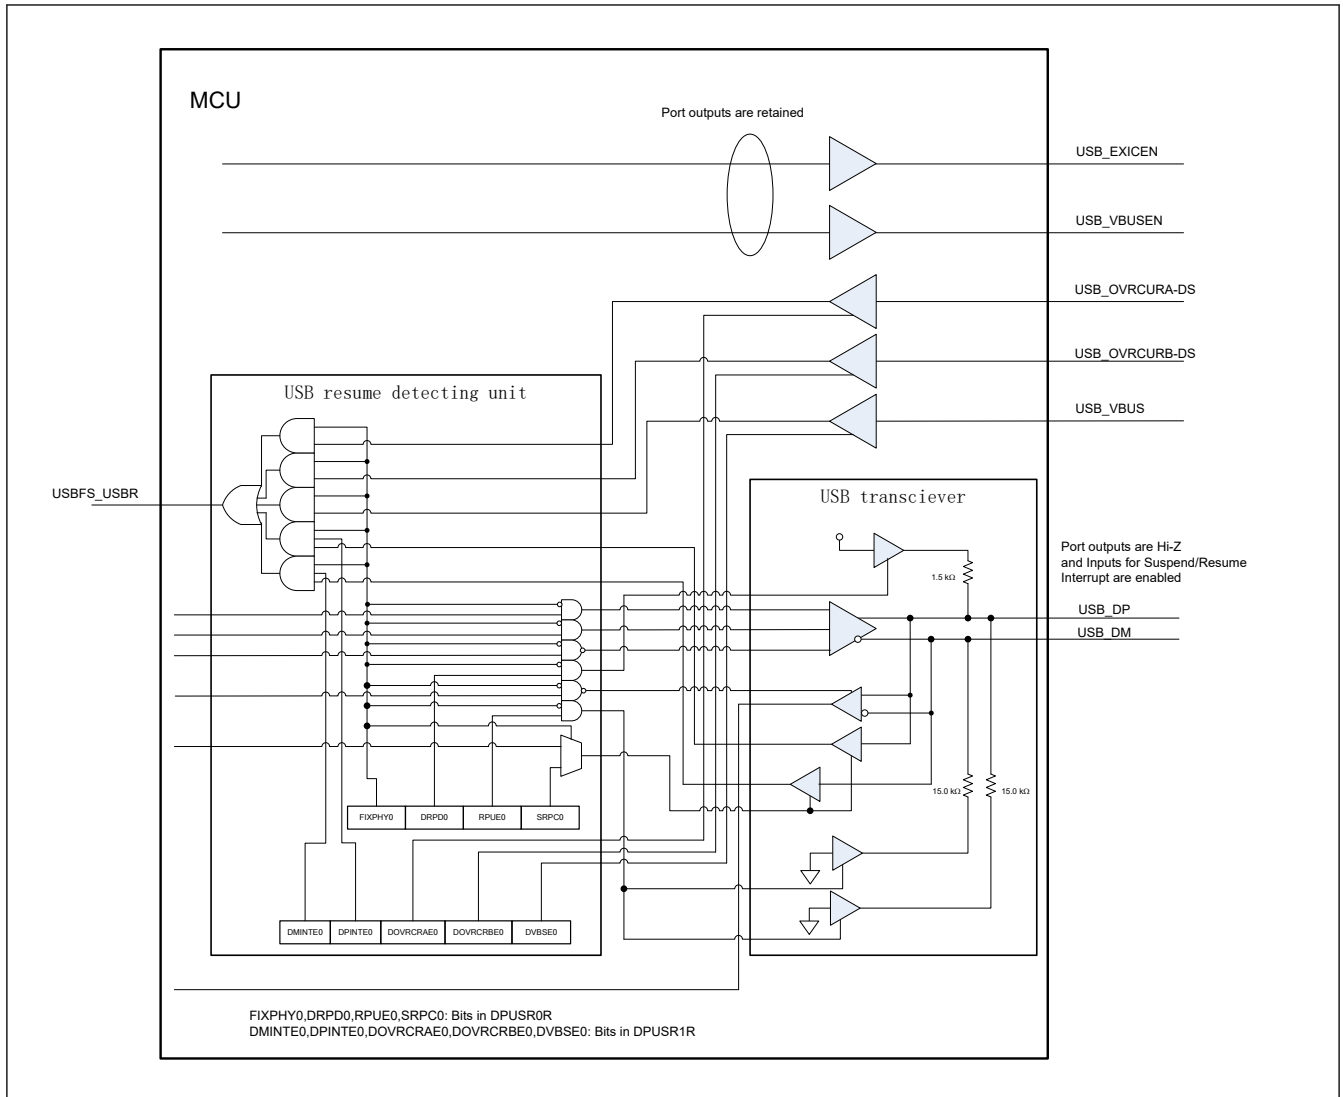 MCU
Port outputs are retained
USB_EXICEN
USB_VBUSEN
USB_OVRCURA-DS
USB_OVRCURB-DS
USB_VBUS
USB resume detecting unit
USBFS_USBR
USB transciever
Port outputs are Hi-Z
and Inputs for Suspend/Resume
Interrupt are enabled
1.5 kΩ
USB_DP
USB_DM
15.0 kΩ
15.0 kΩ
FIXPHY0 DRPD0 RPUE0 SRPC0
DMINTE0 DPINTE0 DOVRCRAE0 DOVRCRBE0 DVBSE0
FIXPHY0,DRPD0,RPUE0,SRPC0: Bits in DPUSR0R
DMINTE0,DPINTE0,DOVRCRAE0,DOVRCRBE0,DVBSE0: Bits in DPUSR1R